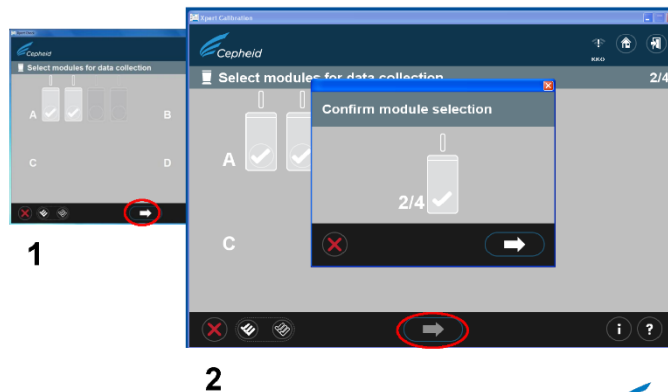 Cepheid
Select modules for data collection
A
B
C
D
1
Xpert Calibration
Cepheid
KKO
Select modules for data collection
2/4
Confirm module selection
A
2/4
C
i
?
2